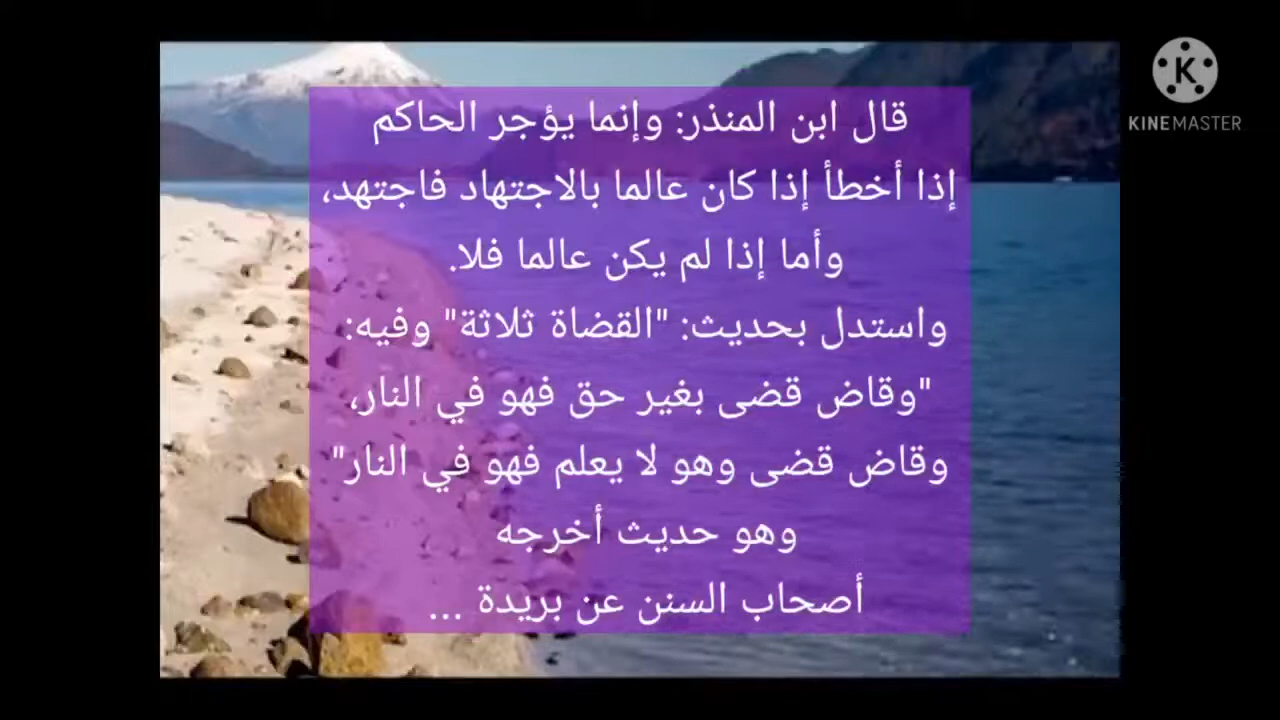 قال ابن المنذر: وإنما يؤجر الحاكم
إذا أخطأ إذا كان عالما بالاجتهاد فاجتهد،
وأما إذا لم يكن عالما فلا.
واستدل بحديث: "القضاة ثلاثة" وفيه:
"وقاض قضى بغير حق فهو في النار،
وقاض قضى وهو لا يعلم فهو في النار"
وهو حديث أخرجه
أصحاب السنن عن بريدة ...
K
KINEMASTER